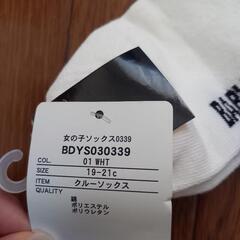 女の子ソックス0339
BDYS030339
COL. 01 WHT
SIZE 19-21c
ITEM クルーソックス
QUALITY
綿
ポリエステル
ポリウレタン